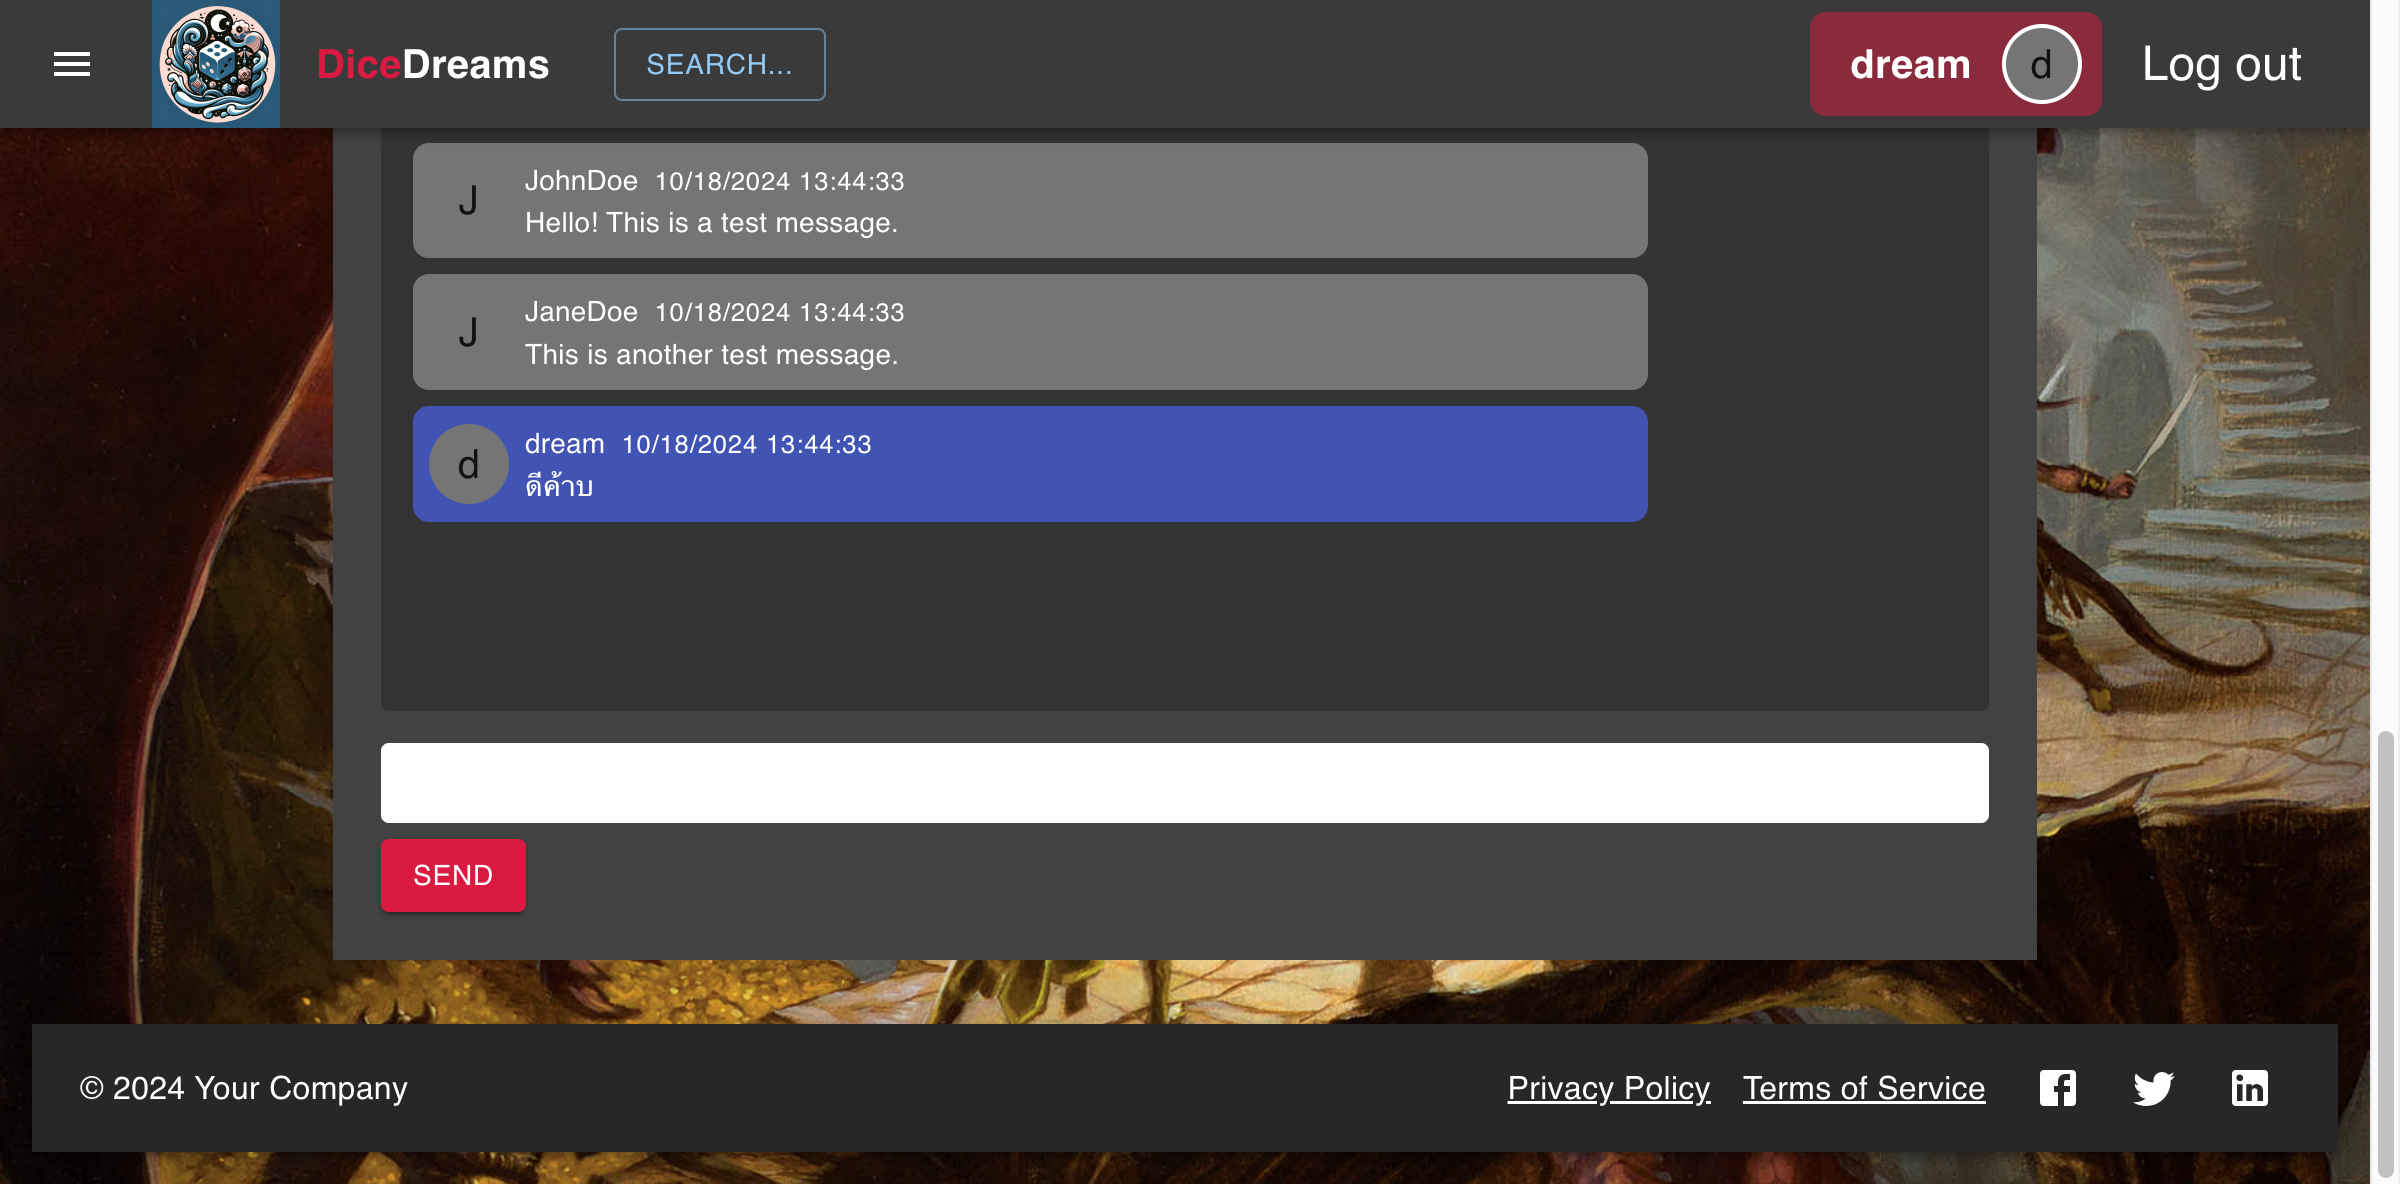 DiceDreams
SEARCH...
dream
d
Log out
J
JohnDoe 10/18/2024 13:44:33
Hello! This is a test message.
J
JaneDoe 10/18/2024 13:44:33
This is another test message.
d
dream 10/18/2024 13:44:33
ดีค้าบ
SEND
© 2024 Your Company
Privacy Policy
Terms of Service